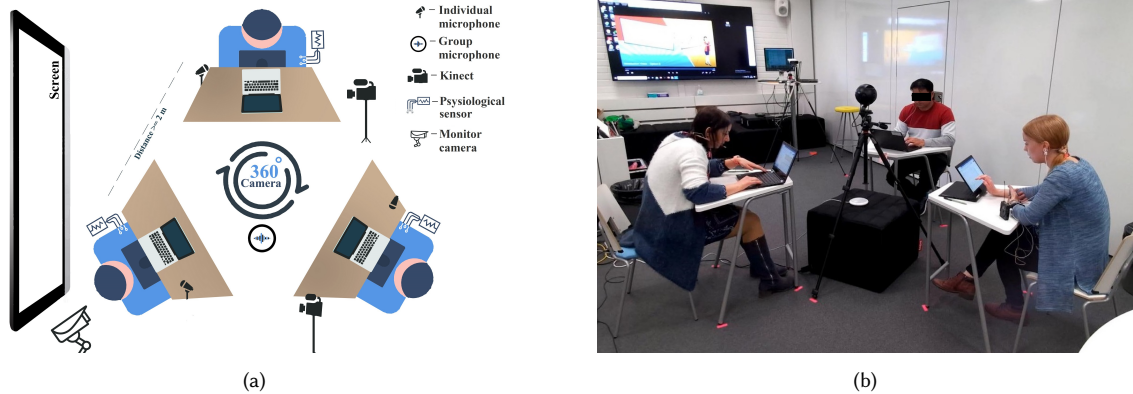 Screen
Distance >= 2 m
360°
Camera
– Individual
microphone
– Group
microphone
– Kinect
– Psysiological
sensor
– Monitor
camera
(a)
(b)